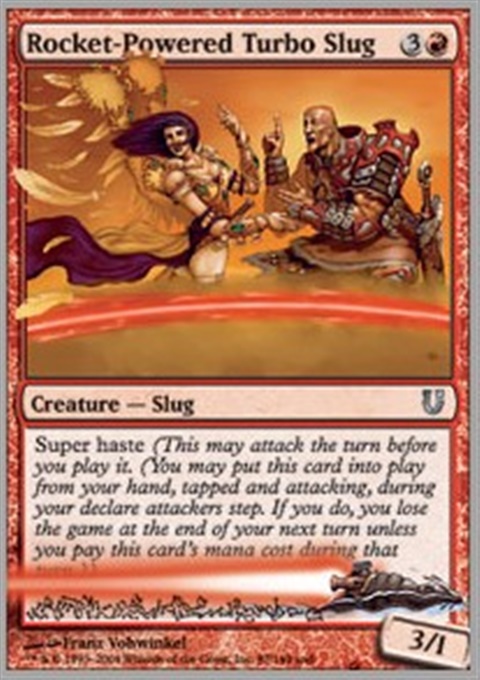 Rocket-Powered Turbo Slug 3
Creature — Slug
Super haste (This may attack the turn before
you play it. (You may put this card into play
from your hand, tapped and attacking, during
your declare attackers step. If you do, you lose
the game at the end of your next turn unless
you pay this card's mana cost during that
Franz Vohwinkel
3/1